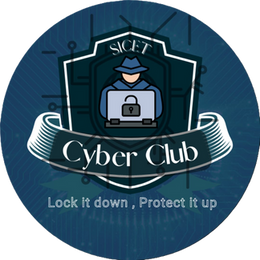 SICET
Cyber Club
Lock it down , Protect it up